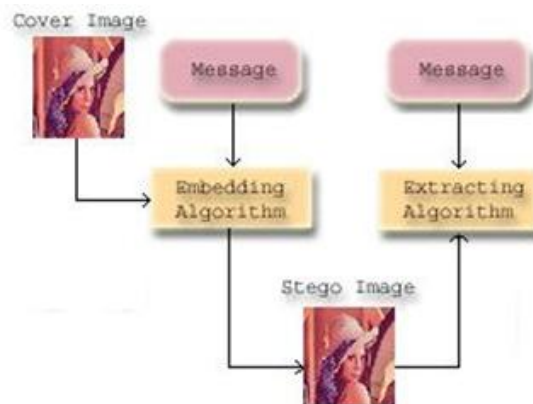 Cover Image
Message
Message
Embedding
Algorithm
Extracting
Algorithm
Stego Image